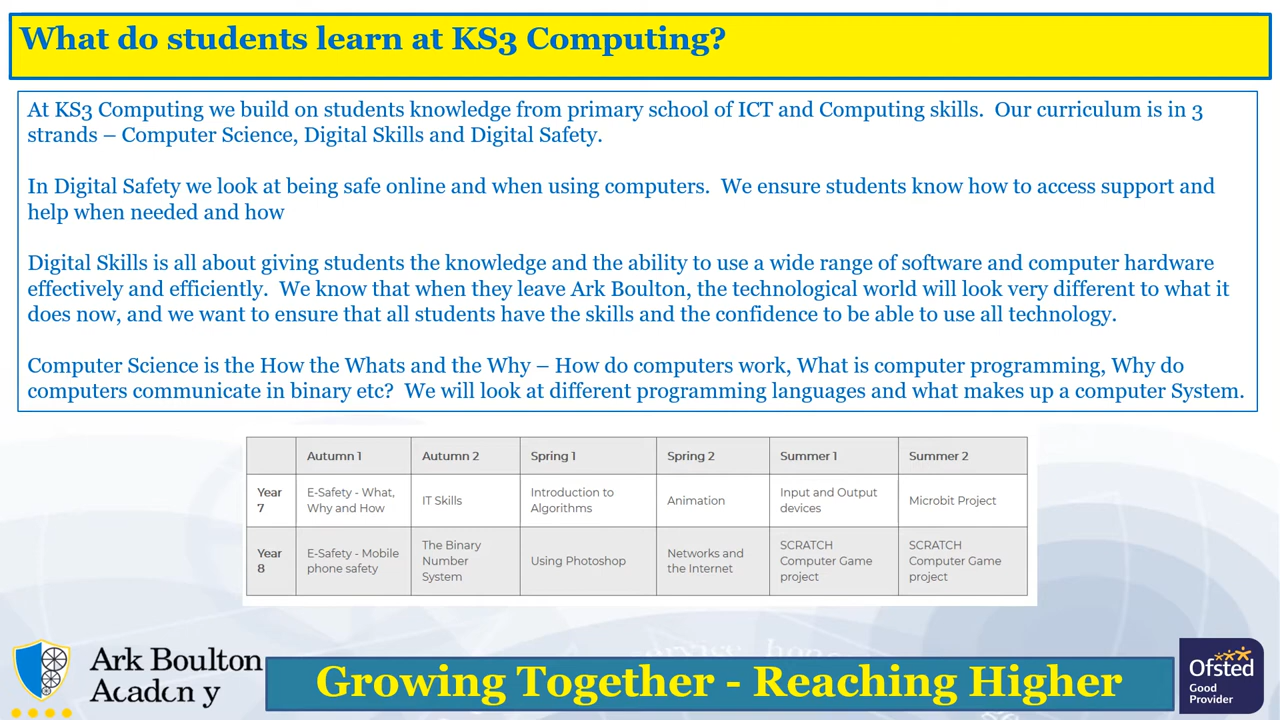 What do students learn at KS3 Computing?
At KS3 Computing we build on students knowledge from primary school of ICT and Computing skills.  Our curriculum is in 3
strands – Computer Science, Digital Skills and Digital Safety.
In Digital Safety we look at being safe online and when using computers.  We ensure students know how to access support and
help when needed and how
Digital Skills is all about giving students the knowledge and the ability to use a wide range of software and computer hardware
effectively and efficiently.  We know that when they leave Ark Boulton, the technological world will look very different to what it
does now, and we want to ensure that all students have the skills and the confidence to be able to use all technology.
Computer Science is the How the Whats and the Why – How do computers work, What is computer programming, Why do
computers communicate in binary etc?  We will look at different programming languages and what makes up a computer System.
Autumn 1 Autumn 2 Spring 1 Spring 2 Summer 1 Summer 2
Year
7
E-Safety - What,
Why and How
IT Skills
Introduction to
Algorithms
Animation
Input and Output
devices
Microbit Project
Year
8
E-Safety - Mobile
phone safety
The Binary
Number
System
Using Photoshop
Networks and
the Internet
SCRATCH
Computer Game
project
SCRATCH
Computer Game
project
Ark Boulton
Academy
Growing Together - Reaching Higher
Ofsted
Good
Provider